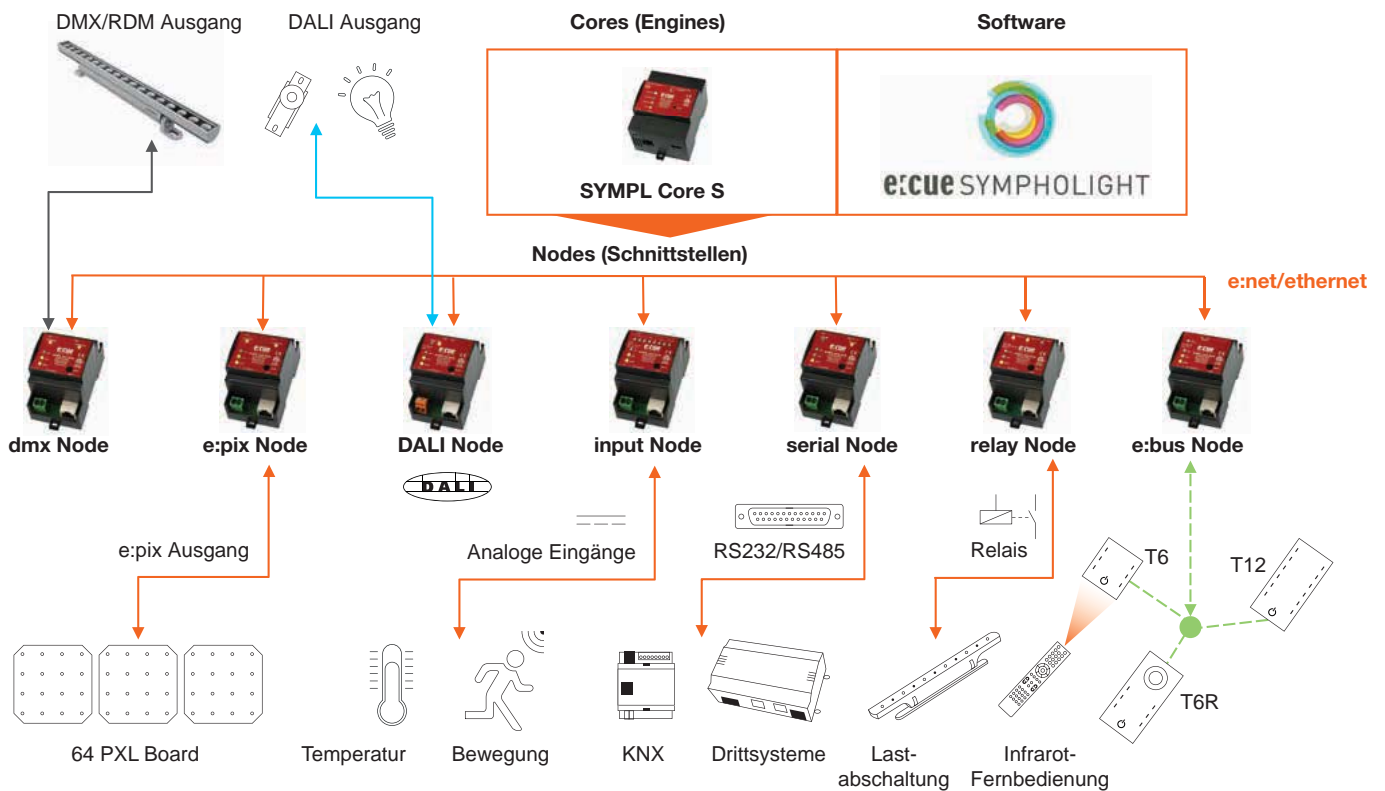 DMX/RDM Ausgang
DALI Ausgang
Cores (Engines)
Software
SYMPL Core S
e:cue SYMPHOLIGHT
Nodes (Schnittstellen)
e:net/ethernet
dmx Node
e:pix Node
DALI Node
input Node
serial Node
relay Node
e:bus Node
DALI
e:pix Ausgang
Analoge Eingänge
RS232/RS485
Relais
T6
T12
T6R
64 PXL Board
Temperatur
Bewegung
KNX
Drittsysteme
Last-
abschaltung
Infrarot-
Fernbedienung